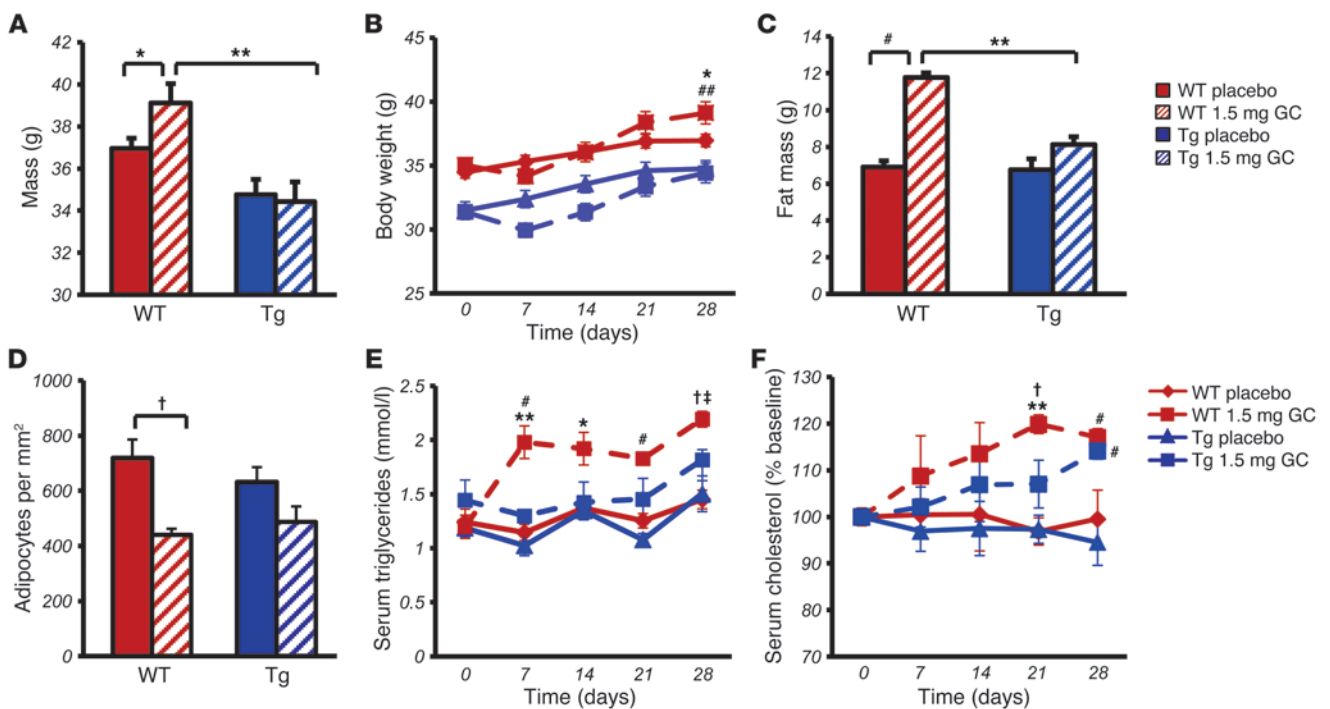 A
Mass (g)
42
40
38
36
34
32
30
*
**
WT
Tg
B
Body weight (g)
40
35
30
25
*
##
0
7
14
21
28
Time (days)
C
Fat mass (g)
14
12
10
8
6
4
2
0
#
**
WT
Tg
WT placebo
WT 1.5 mg GC
Tg placebo
Tg 1.5 mg GC
D
Adipocytes per mm²
1000
800
600
400
200
0
†
WT
Tg
E
Serum triglycerides (mmol/l)
2.5
2
1.5
1
0.5
0
#
**
*
#
†‡
0
7
14
21
28
Time (days)
F
Serum cholesterol (% baseline)
130
120
110
100
90
80
70
†
**
#
#
0
7
14
21
28
Time (days)
WT placebo
WT 1.5 mg GC
Tg placebo
Tg 1.5 mg GC